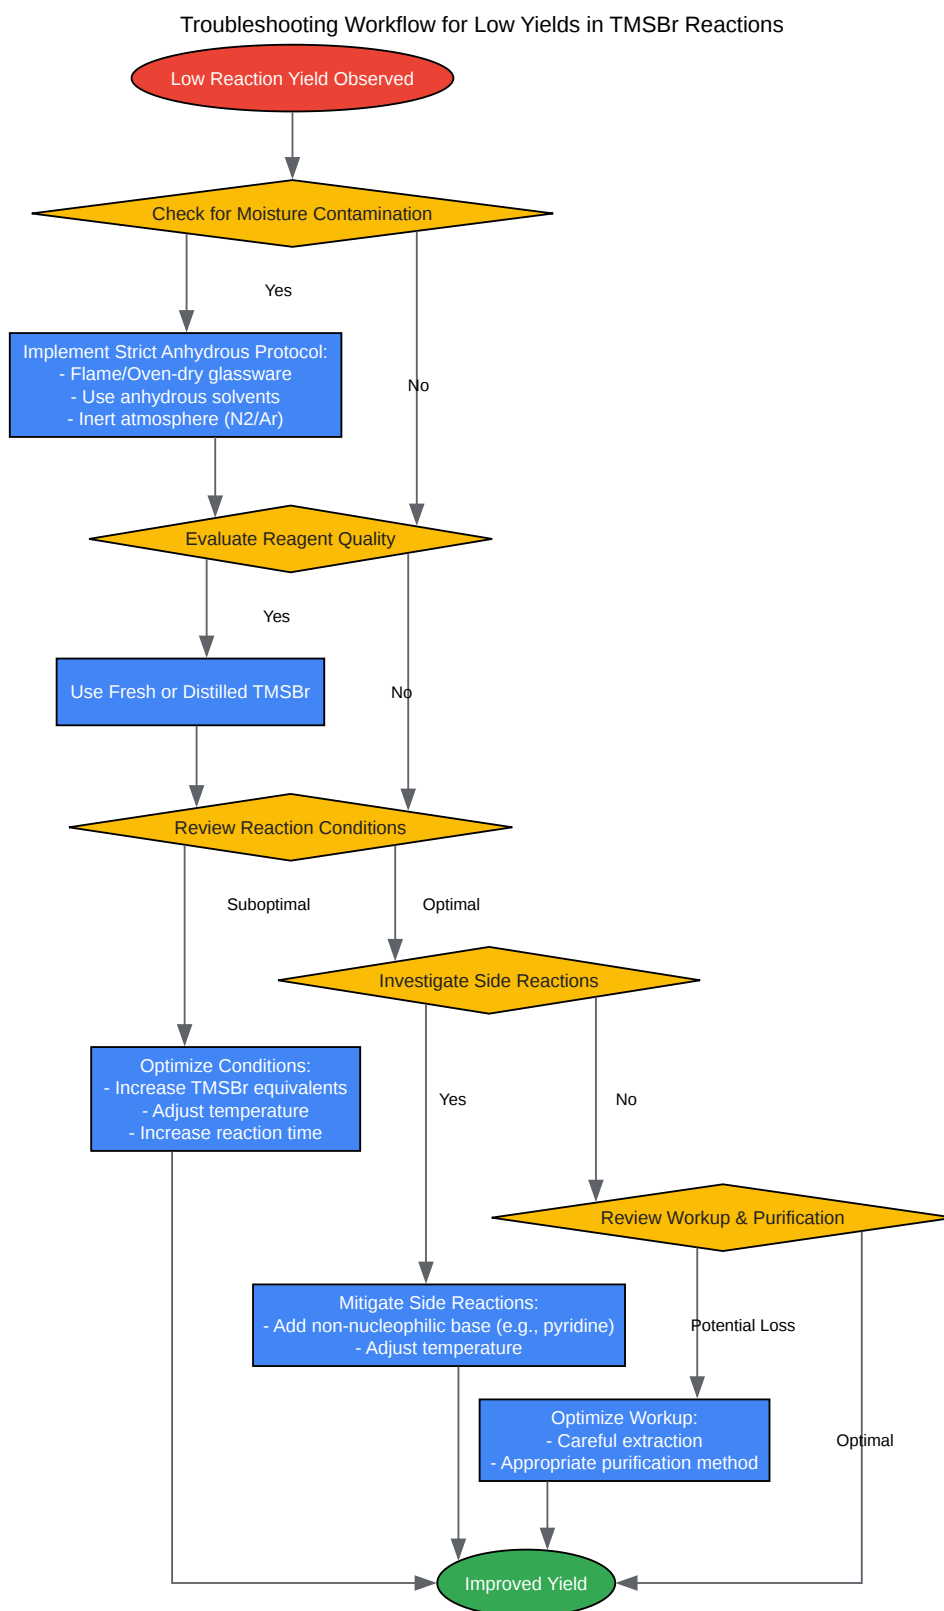 Troubleshooting Workflow for Low Yields in TMSBr Reactions
Low Reaction Yield Observed
Check for Moisture Contamination
Yes
Implement Strict Anhydrous Protocol:
- Flame/Oven-dry glassware
- Use anhydrous solvents
- Inert atmosphere (N2/Ar)
No
Evaluate Reagent Quality
Yes
Use Fresh or Distilled TMSBr
No
Review Reaction Conditions
Suboptimal
Optimal
Investigate Side Reactions
Optimize Conditions:
- Increase TMSBr equivalents
- Adjust temperature
- Increase reaction time
Yes
No
Review Workup & Purification
Mitigate Side Reactions:
- Add non-nucleophilic base (e.g., pyridine)
- Adjust temperature
Potential Loss
Optimize Workup:
- Careful extraction
- Appropriate purification method
Optimal
Improved Yield